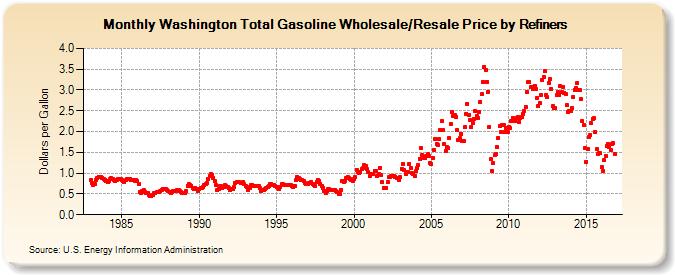 Monthly Washington Total Gasoline Wholesale/Resale Price by Refiners
Dollars per Gallon
4.0
3.5
3.0
2.5
2.0
1.5
1.0
0.5
0.0
1985 1990 1995 2000 2005 2010 2015
Source: U.S. Energy Information Administration